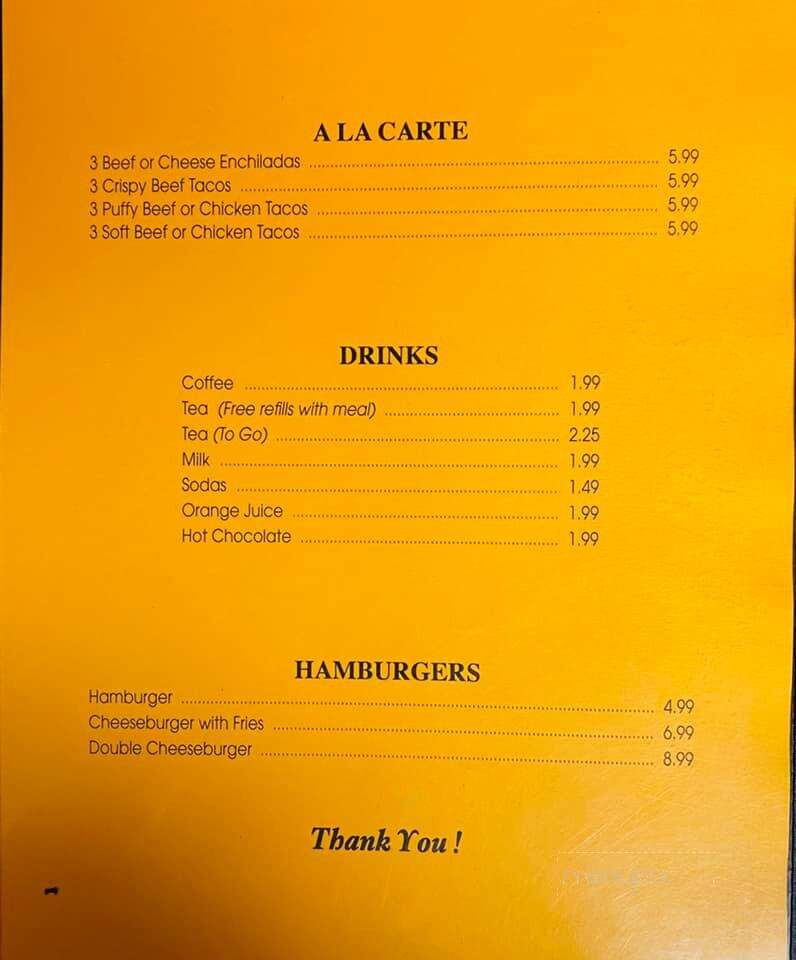 A LA CARTE
3 Beef or Cheese Enchiladas ........ 5.99
3 Crispy Beef Tacos ........ 5.99
3 Puffy Beef or Chicken Tacos ........ 5.99
3 Soft Beef or Chicken Tacos ........ 5.99
DRINKS
Coffee ........ 1.99
Tea (Free refills with meal) ........ 1.99
Tea (To Go) ........ 2.25
Milk ........ 1.99
Sodas ........ 1.49
Orange Juice ........ 1.99
Hot Chocolate ........ 1.99
HAMBURGERS
Hamburger ........ 4.99
Cheeseburger with Fries ........ 6.99
Double Cheeseburger ........ 8.99
Thank You !